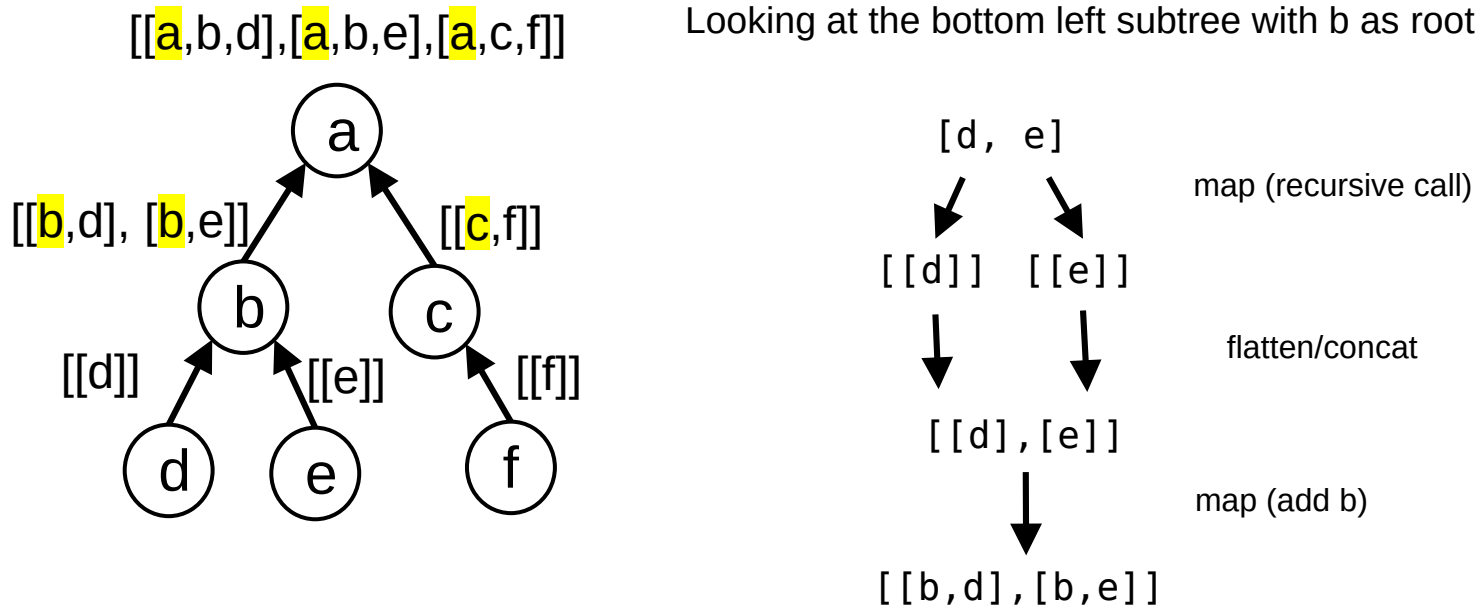 [[a,b,d],[a,b,e],[a,c,f]]
a
[[b,d], [b,e]]
[[c,f]]
b
c
[[d]]
[[e]]
[[f]]
d
e
f
Looking at the bottom left subtree with b as root
[d, e]
map (recursive call)
[[d]] [[e]]
flatten/concat
[[d],[e]]
map (add b)
[[b,d],[b,e]]